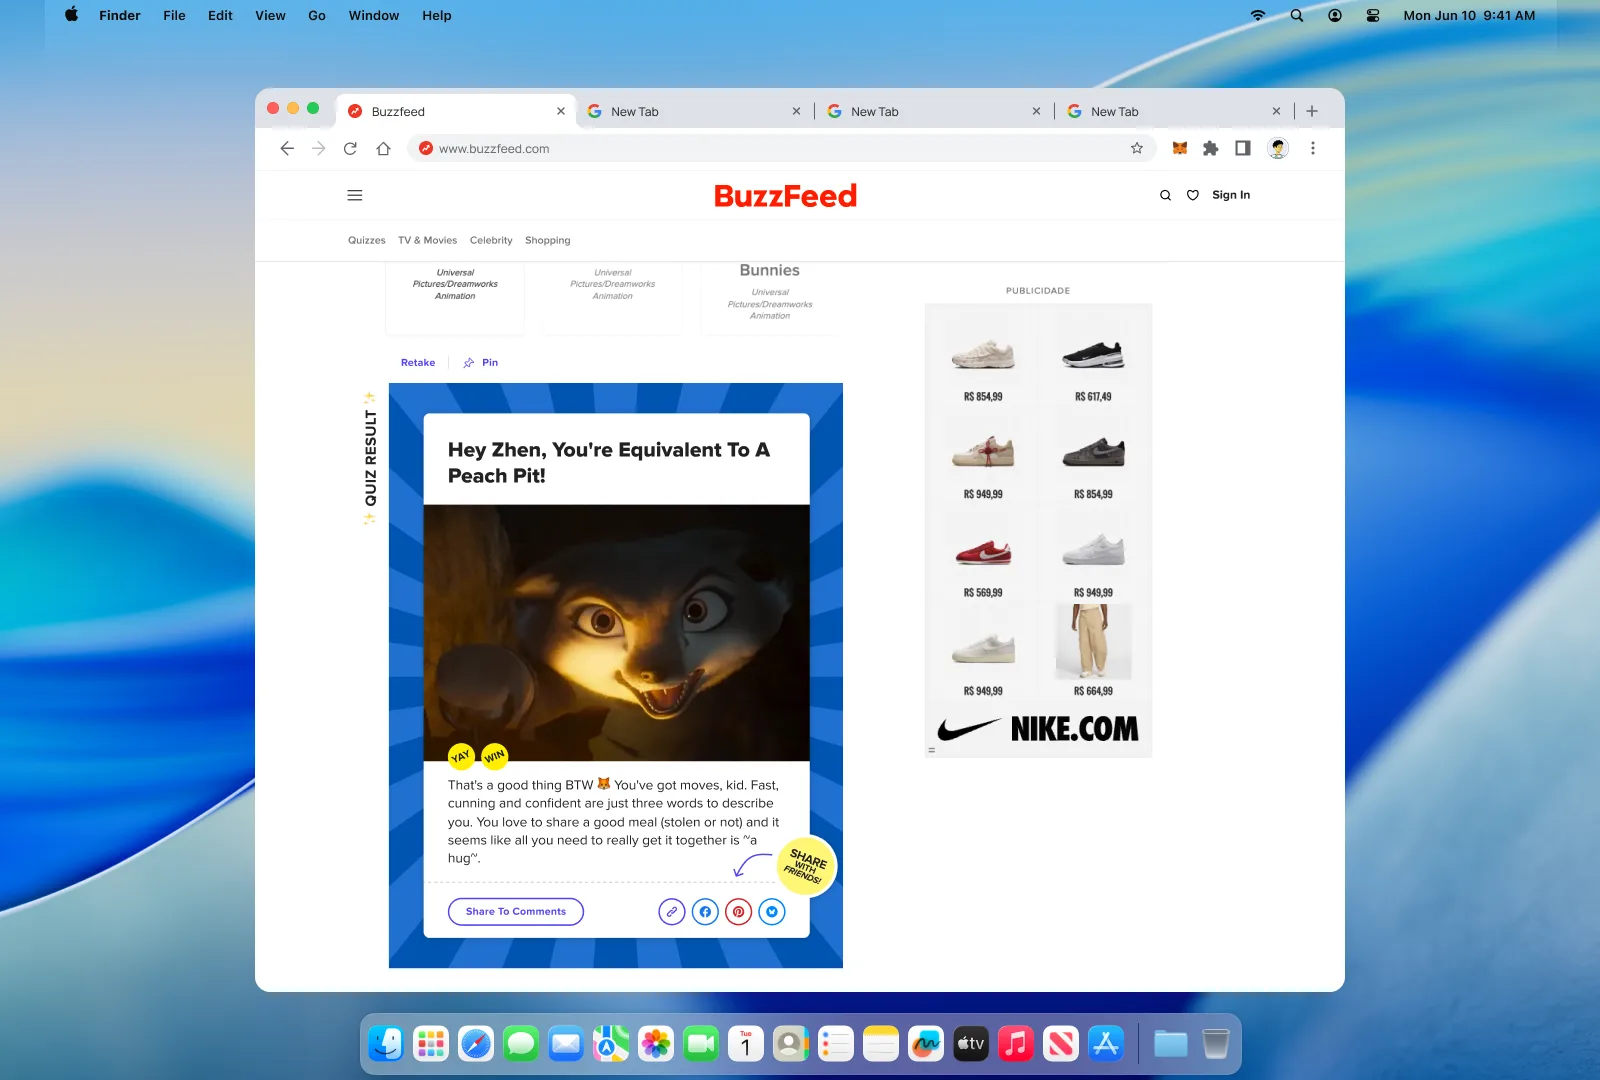 Finder File Edit View Go Window Help
Mon Jun 10 9:41 AM
Buzzfeed
New Tab
New Tab
New Tab
www.buzzfeed.com
BuzzFeed
Sign In
Quizzes TV & Movies Celebrity Shopping
Universal
Pictures/Dreamworks
Animation
Universal
Pictures/Dreamworks
Animation
Bunnies
Universal
Pictures/Dreamworks
Animation
Retake
Pin
QUIZ RESULT
Hey Zhen, You're Equivalent To A
Peach Pit!
YAY
WIN
That's a good thing BTW 🦊 You've got moves, kid. Fast,
cunning and confident are just three words to describe
you. You love to share a good meal (stolen or not) and it
seems like all you need to really get it together is ~a
hug~.
SHARE
WITH
FRIENDS!
Share To Comments
PUBLICIDADE
R$ 854,99
R$ 617,49
R$ 949,99
R$ 854,99
R$ 569,99
R$ 949,99
R$ 949,99
R$ 664,99
NIKE.COM
Tue
1
tv